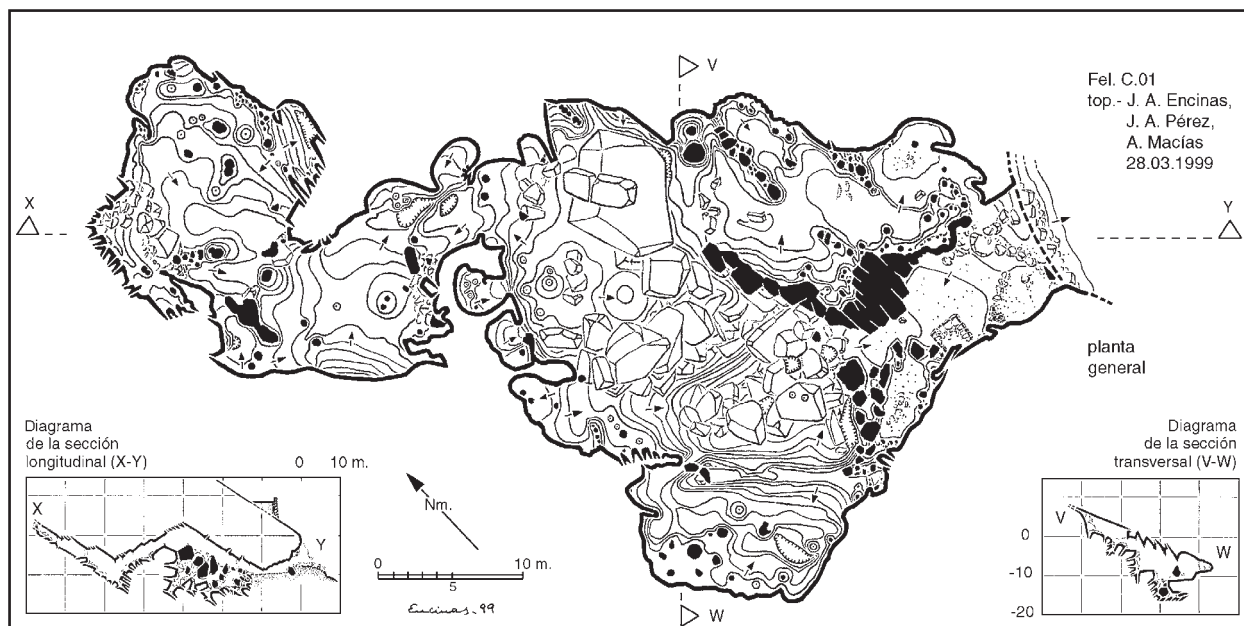 V
Fel. C.01
top.- J. A. Encinas,
J. A. Pérez,
A. Macías
28.03.1999
X
Y
planta
general
Diagrama
de la sección
longitudinal (X-Y)
0 10 m.
X
Y
Nm.
0 10 m.
5
Encinas-99
W
Diagrama
de la sección
transversal (V-W)
V
W
0
-10
-20